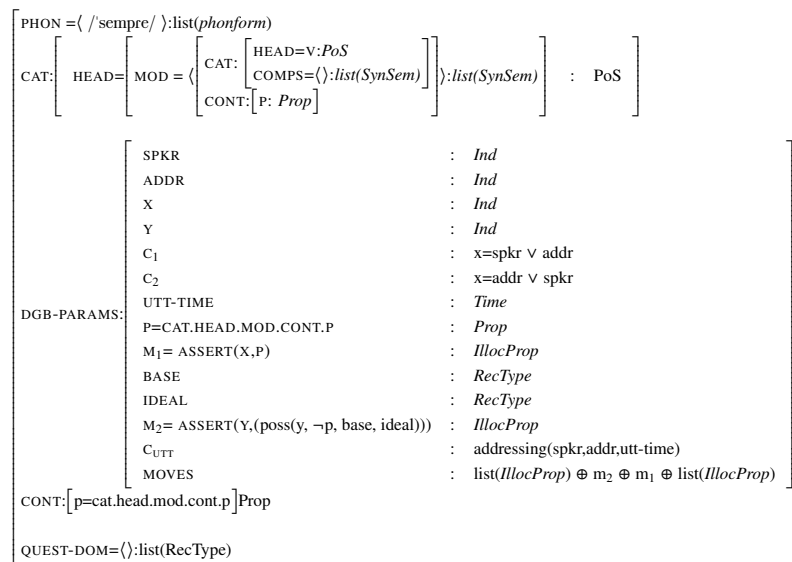 PHON =⟨ /ˈsempre/ ⟩:list(phonform)
CAT:[ HEAD=[ MOD = ⟨[ CAT: [ HEAD=V:PoS
COMPS=⟨⟩:list(SynSem) ]
CONT:[P: Prop] ]⟩:list(SynSem) ] : PoS ]
DGB-PARAMS:
SPKR : Ind
ADDR : Ind
X : Ind
Y : Ind
C₁ : x=spkr ∨ addr
C₂ : x=addr ∨ spkr
UTT-TIME : Time
P=CAT.HEAD.MOD.CONT.P : Prop
M₁= ASSERT(X,P) : IllocProp
BASE : RecType
IDEAL : RecType
M₂= ASSERT(Y,(poss(y, ¬p, base, ideal))) : IllocProp
C_UTT : addressing(spkr,addr,utt-time)
MOVES : list(IllocProp) ⊕ m₂ ⊕ m₁ ⊕ list(IllocProp)
CONT:[p=cat.head.mod.cont.p]Prop
QUEST-DOM=⟨⟩:list(RecType)